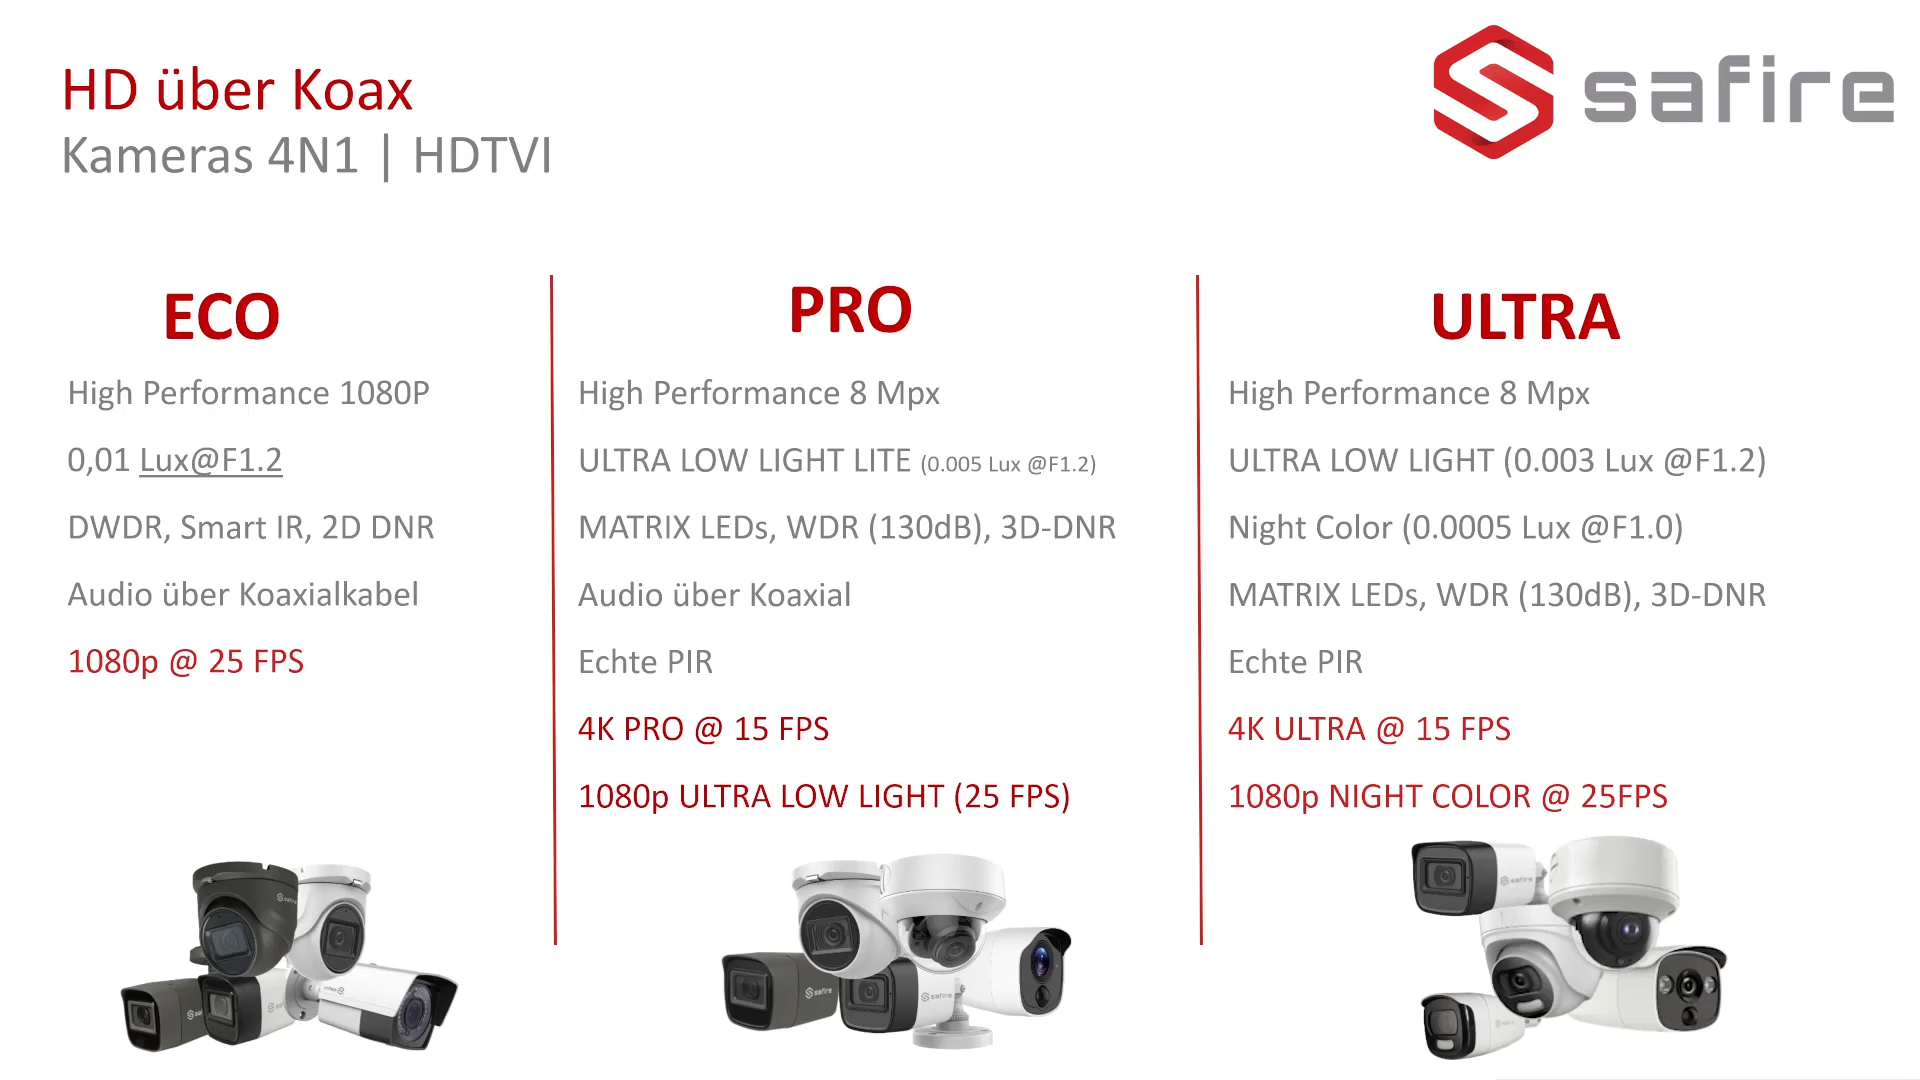 HD über Koax
Kameras 4N1 | HDTVI
safire
ECO
High Performance 1080P
0,01 Lux@F1.2
DWDR, Smart IR, 2D DNR
Audio über Koaxialkabel
1080p @ 25 FPS
PRO
High Performance 8 Mpx
ULTRA LOW LIGHT LITE (0.005 Lux @F1.2)
MATRIX LEDs, WDR (130dB), 3D-DNR
Audio über Koaxial
Echte PIR
4K PRO @ 15 FPS
1080p ULTRA LOW LIGHT (25 FPS)
ULTRA
High Performance 8 Mpx
ULTRA LOW LIGHT (0.003 Lux @F1.2)
Night Color (0.0005 Lux @F1.0)
MATRIX LEDs, WDR (130dB), 3D-DNR
Echte PIR
4K ULTRA @ 15 FPS
1080p NIGHT COLOR @ 25FPS
safire
safire
safire
safire
safire